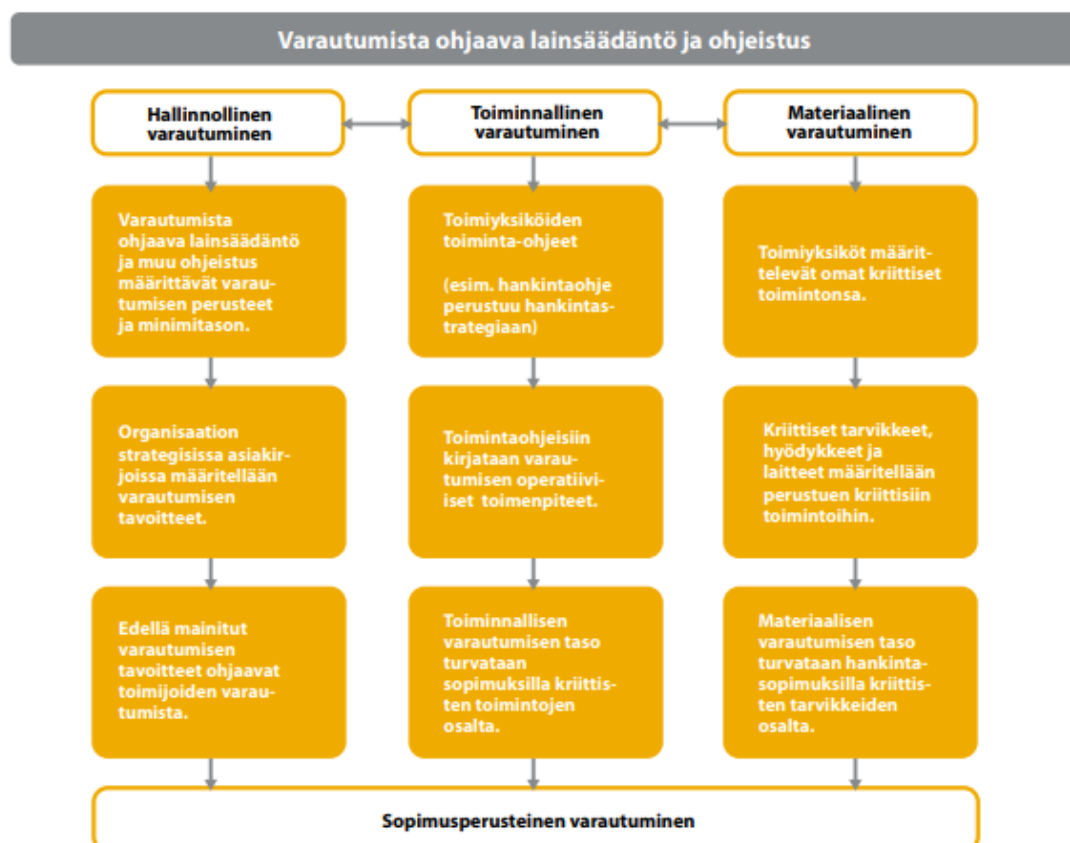 Varautumista ohjaava lainsäädäntö ja ohjeistus
Hallinnollinen
varautuminen
Toiminnallinen
varautuminen
Materiaalinen
varautuminen
Varautumista
ohjaava lainsäädäntö
ja muu ohjeistus
määrittävät varau-
tumisen perusteet
ja minimitason.
Toimiyksiköiden
toiminta-ohjeet
(esim. hankintaohje
perustuu hankintas-
trategiaan)
Toimiyksiköt määrit-
televät omat kriittiset
toimintonsa.
Organisaation
strategisissa asiakir-
joissa määritellään
varautumisen
tavoitteet.
Toimintaohjeisiin
kirjataan varau-
tumisen operatiivi-
iset toimenpiteet.
Kriittiset tarvikkeet,
hyödykkeet ja
laitteet määritellään
perustuen kriittisiin
toimintoihin.
Edellä mainitut
varautumisen
tavoitteet ohjaavat
toimijoiden varau-
tumista.
Toiminnallisen
varautumisen taso
turvataan
sopimuksilla kriittis-
ten toimintojen
osalta.
Materiaalisen
varautumisen taso
turvataan hankinta-
sopimuksilla kriittis-
ten tarvikkeiden
osalta.
Sopimusperusteinen varautuminen